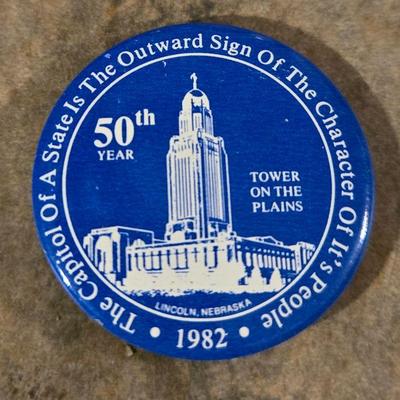 The Capitol Of A State Is The Outward Sign Of The Character Of It's People
50th
YEAR
TOWER
ON THE
PLAINS
LINCOLN, NEBRASKA
• 1982 •